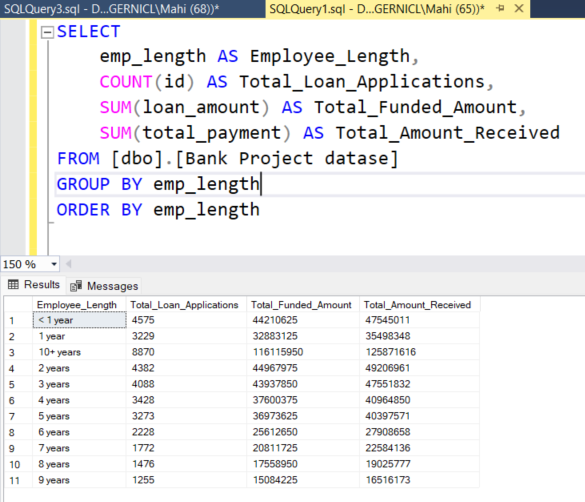 SQLQuery3.sql - D...GERNICL\Mahi (68))* SQLQuery1.sql - D...GERNICL\Mahi (65))*
SELECT
emp_length AS Employee_Length,
COUNT(id) AS Total_Loan_Applications,
SUM(loan_amount) AS Total_Funded_Amount,
SUM(total_payment) AS Total_Amount_Received
FROM [dbo].[Bank Project datase]
GROUP BY emp_length
ORDER BY emp_length
150 %
Results Messages
Employee_Length Total_Loan_Applications Total_Funded_Amount Total_Amount_Received
1 < 1 year 4575 44210625 47545011
2 1 year 3229 32883125 35498348
3 10+ years 8870 116115950 125871616
4 2 years 4382 44967975 49206961
5 3 years 4088 43937850 47551832
6 4 years 3428 37600375 40964850
7 5 years 3273 36973625 40397571
8 6 years 2228 25612650 27908658
9 7 years 1772 20811725 22584136
10 8 years 1476 17558950 19025777
11 9 years 1255 15084225 16516173